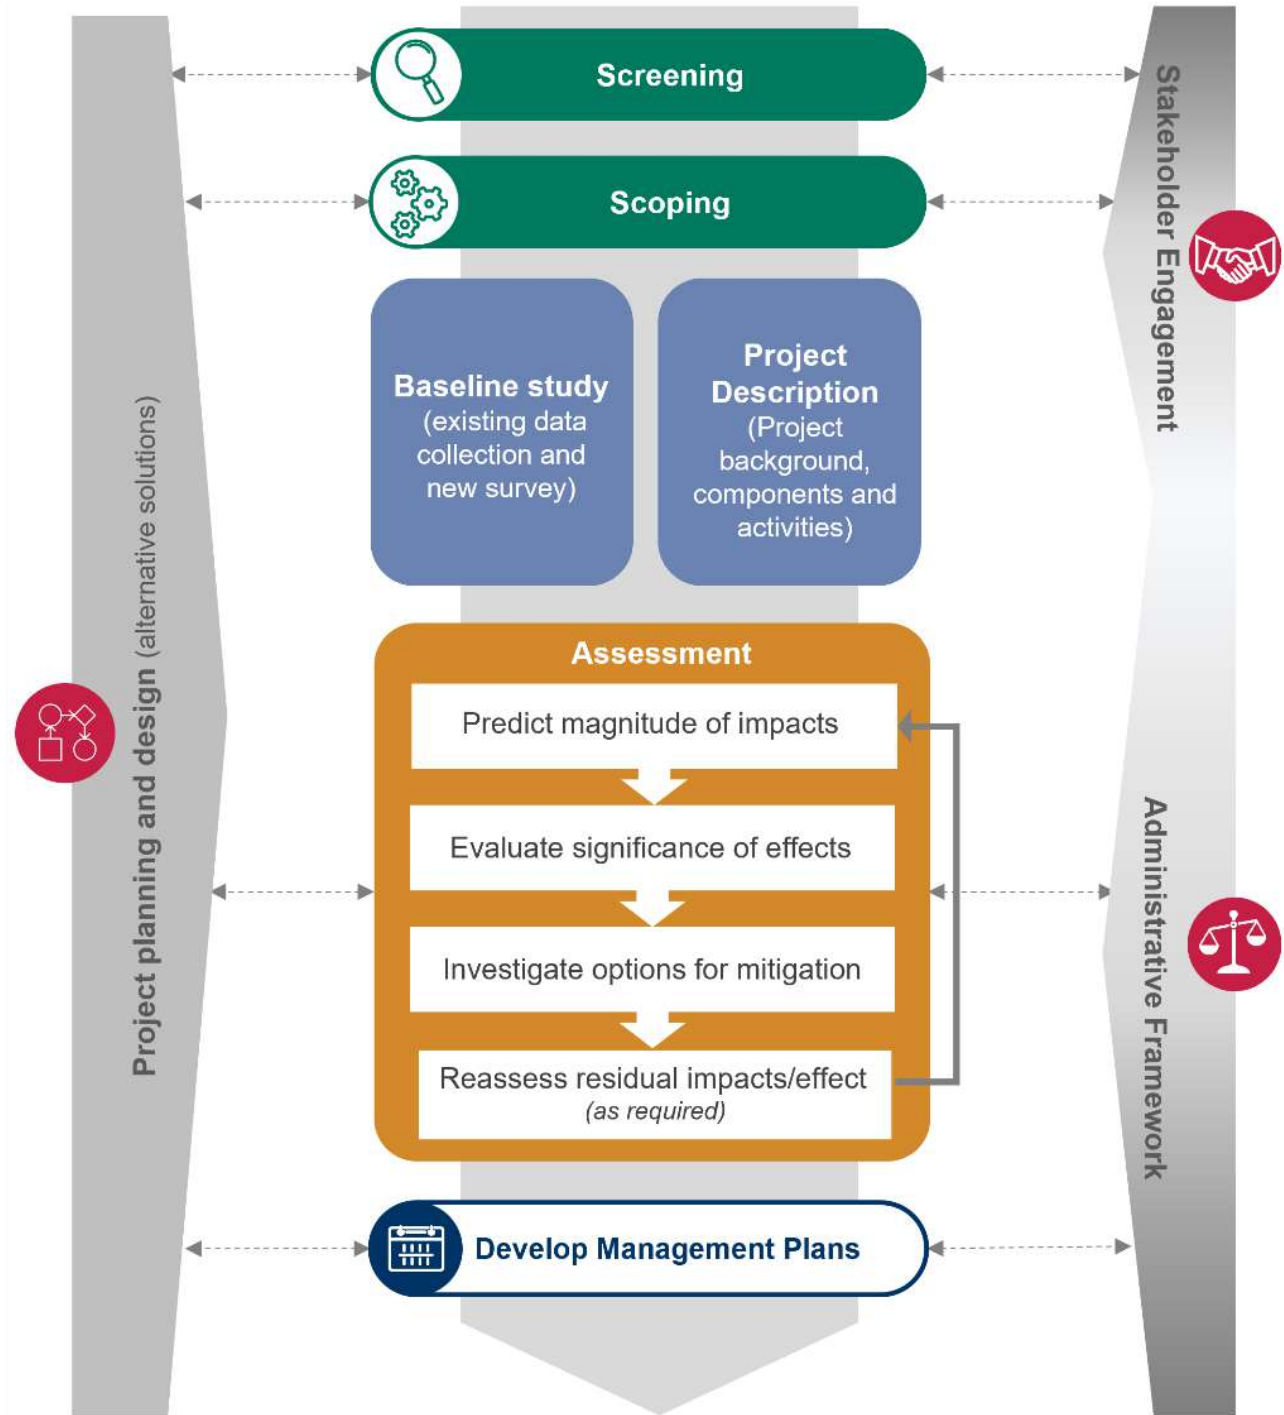 Screening
Scoping
Baseline study
(existing data
collection and
new survey)
Project
Description
(Project
background,
components and
activities)
Assessment
Predict magnitude of impacts
Evaluate significance of effects
Investigate options for mitigation
Reassess residual impacts/effect
(as required)
Develop Management Plans
Project planning and design (alternative solutions)
Stakeholder Engagement
Administrative Framework